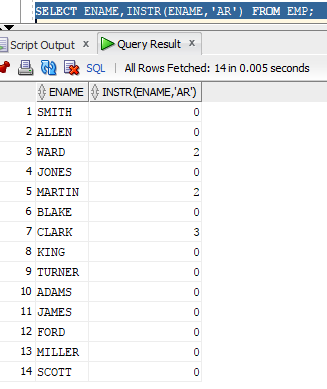 SELECT ENAME,INSTR(ENAME,'AR') FROM EMP;
Script Output x Query Result x
SQL | All Rows Fetched: 14 in 0.005 seconds
ENAME INSTR(ENAME,'AR')
1 SMITH 0
2 ALLEN 0
3 WARD 2
4 JONES 0
5 MARTIN 2
6 BLAKE 0
7 CLARK 3
8 KING 0
9 TURNER 0
10 ADAMS 0
11 JAMES 0
12 FORD 0
13 MILLER 0
14 SCOTT 0